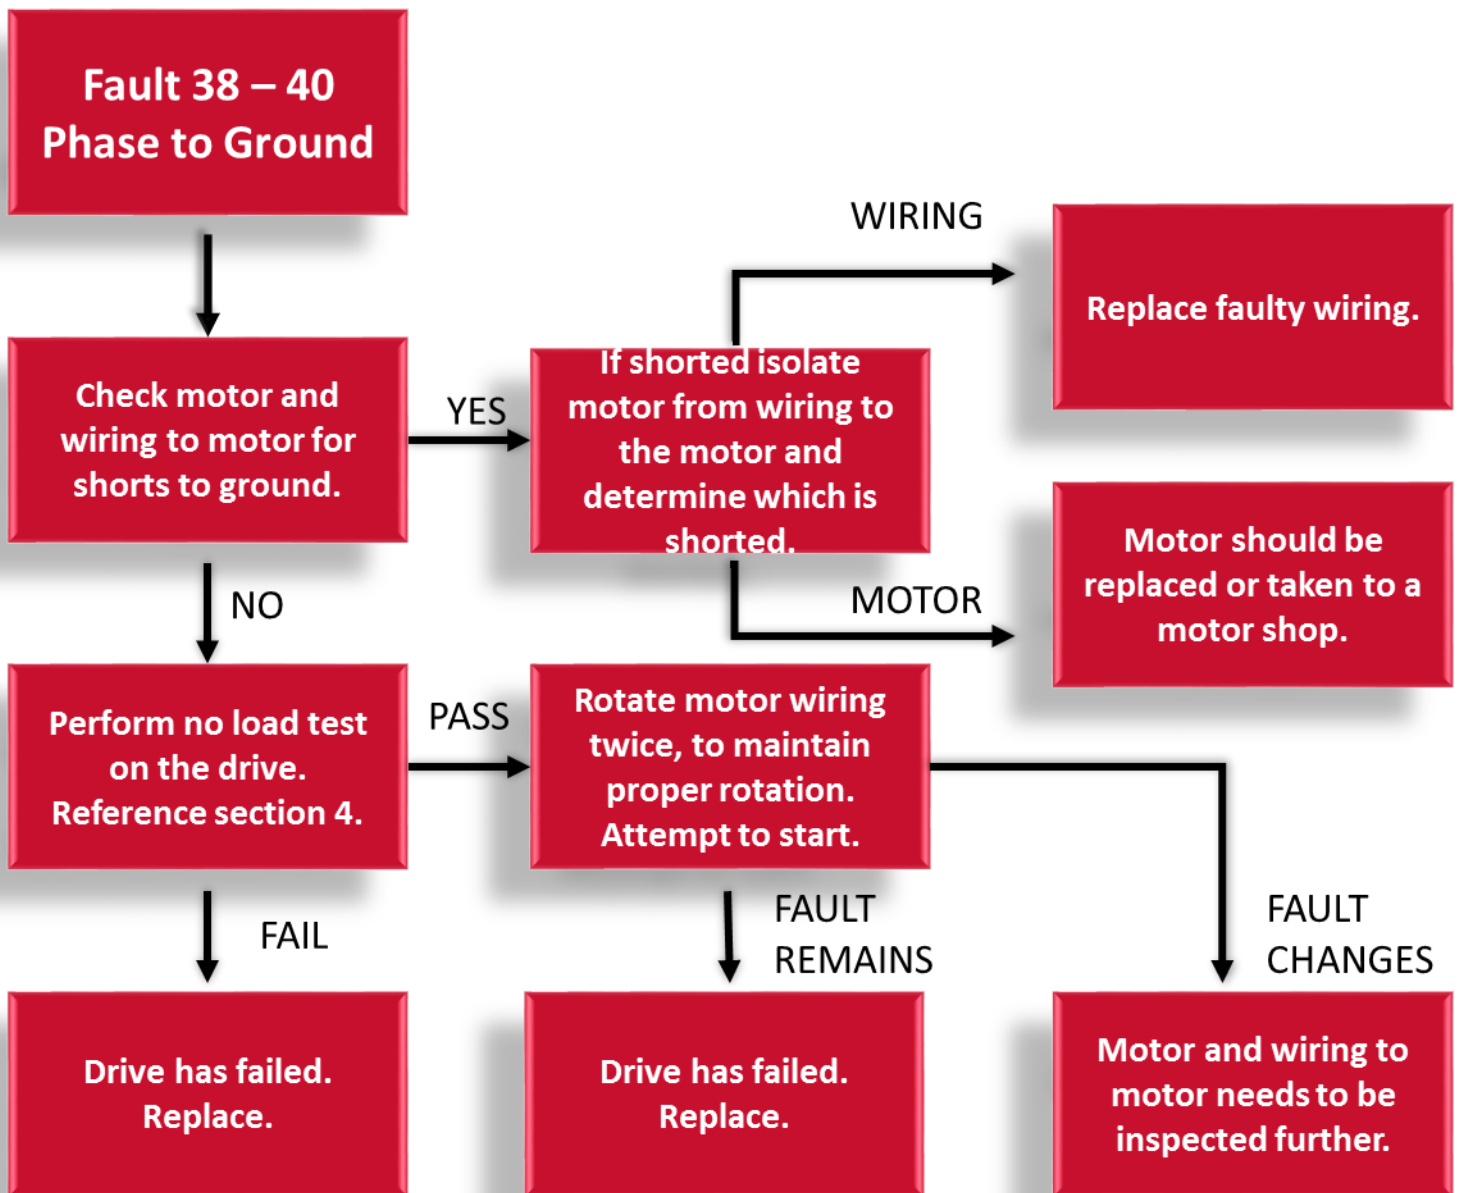 Fault 38 – 40
Phase to Ground
WIRING
Replace faulty wiring.
Check motor and
wiring to motor for
shorts to ground.
YES
If shorted isolate
motor from wiring to
the motor and
determine which is
shorted.
MOTOR
Motor should be
replaced or taken to a
motor shop.
NO
Perform no load test
on the drive.
Reference section 4.
PASS
Rotate motor wiring
twice, to maintain
proper rotation.
Attempt to start.
FAIL
FAULT
REMAINS
FAULT
CHANGES
Drive has failed.
Replace.
Drive has failed.
Replace.
Motor and wiring to
motor needs to be
inspected further.